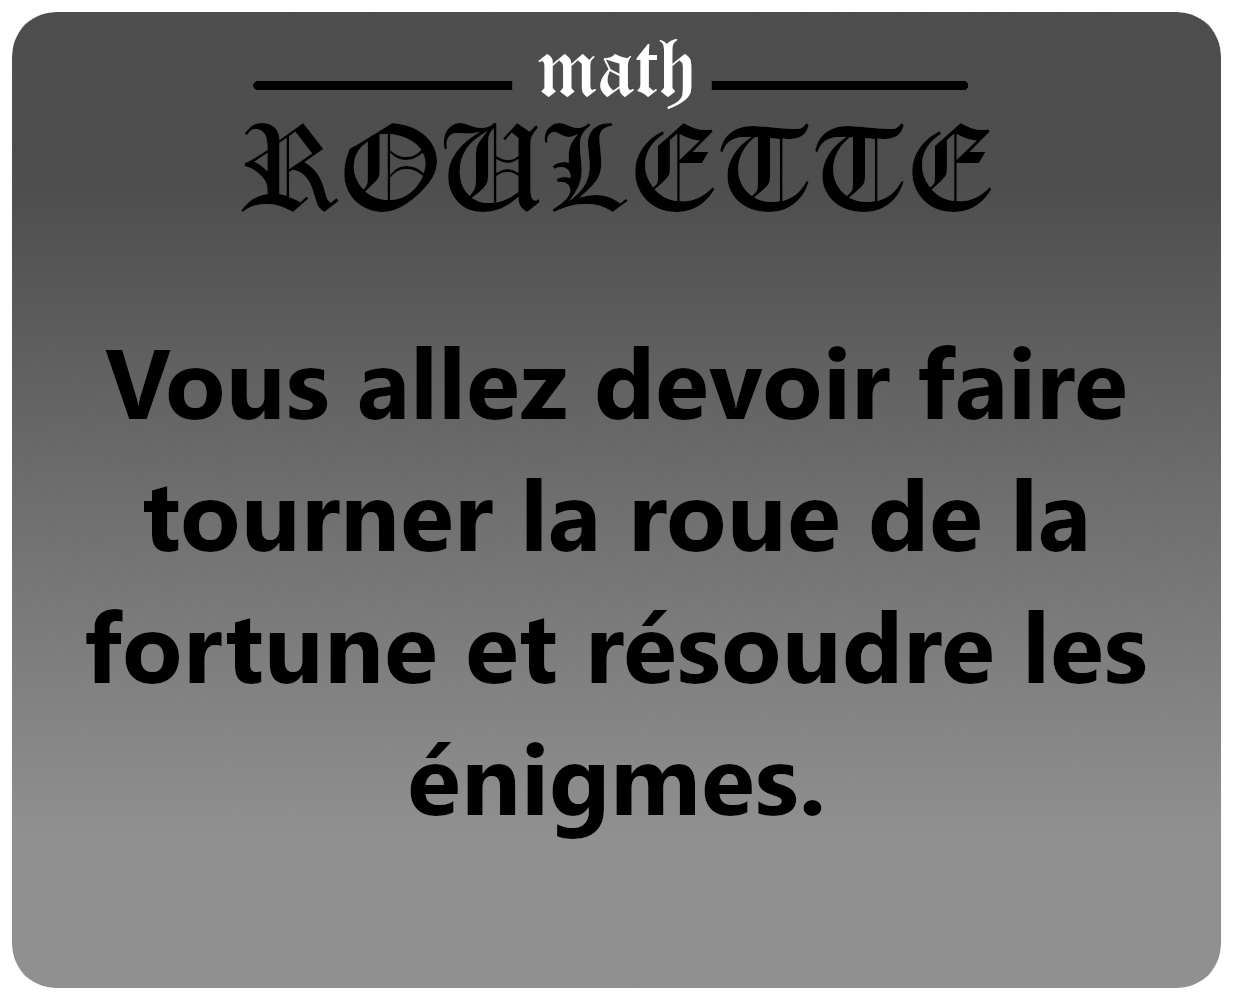 math
ROULETTE
Vous allez devoir faire
tourner la roue de la
fortune et résoudre les
énigmes.